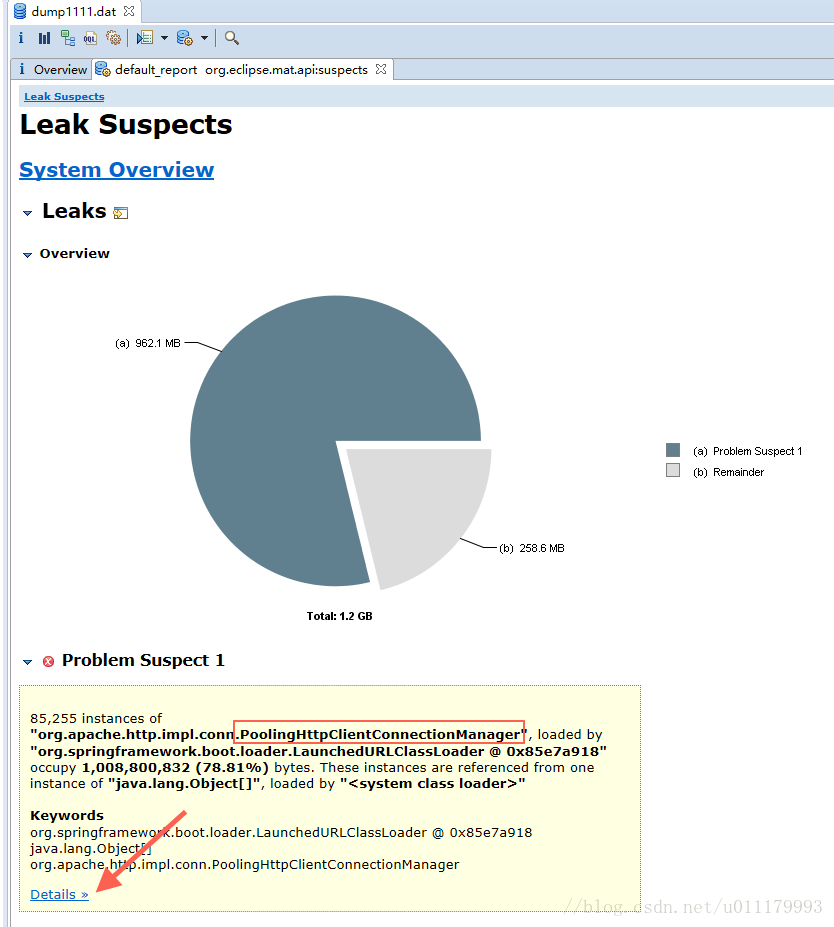 dump1111.dat
i Overview default_report org.eclipse.mat.api:suspects
Leak Suspects
Leak Suspects
System Overview
Leaks
Overview
(a) 962.1 MB
(a) Problem Suspect 1
(b) Remainder
(b) 258.6 MB
Total: 1.2 GB
Problem Suspect 1
85,255 instances of
"org.apache.http.impl.conn.PoolingHttpClientConnectionManager", loaded by
"org.springframework.boot.loader.LaunchedURLClassLoader @ 0x85e7a918"
occupy 1,008,800,832 (78.81%) bytes. These instances are referenced from one
instance of "java.lang.Object[]", loaded by "<system class loader>"
Keywords
org.springframework.boot.loader.LaunchedURLClassLoader @ 0x85e7a918
java.lang.Object[]
org.apache.http.impl.conn.PoolingHttpClientConnectionManager
Details »
//blog.csdn.net/u011179993